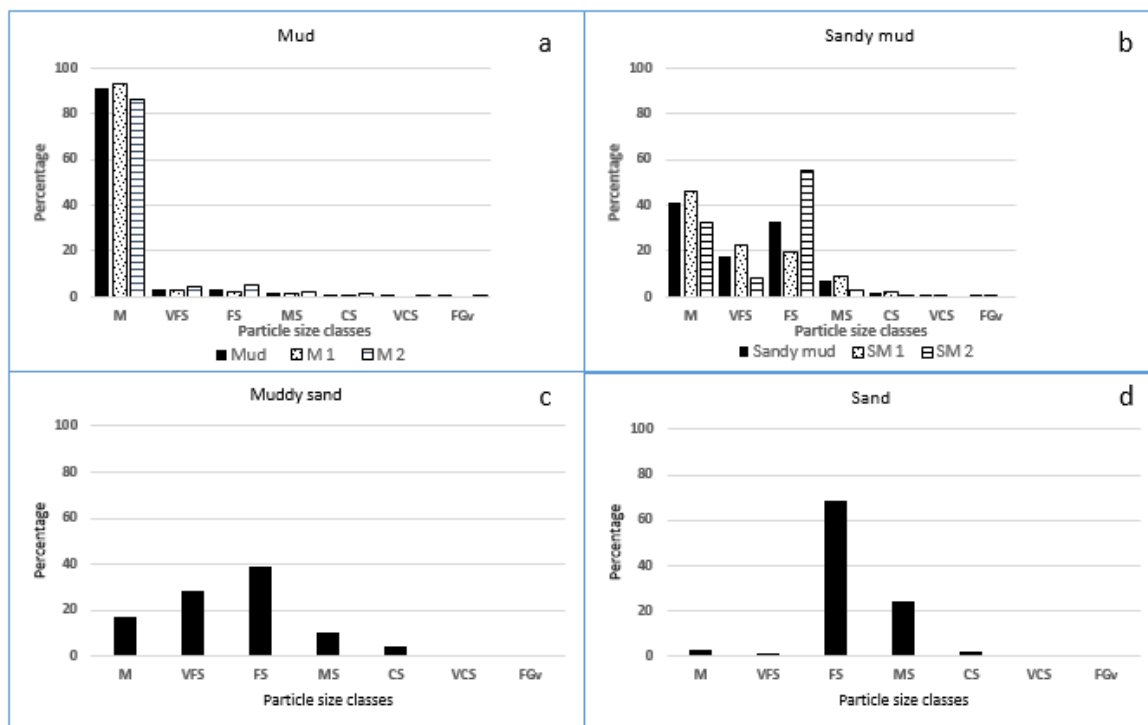 Mud
a
100
80
60
40
20
0
Percentage
M VFS FS MS CS VCS FGv
Particle size classes
Mud M 1 M 2
Sandy mud
b
100
80
60
40
20
0
Percentage
M VFS FS MS CS VCS FGv
Particle size classes
Sandy mud SM 1 SM 2
Muddy sand
c
100
80
60
40
20
0
Percentage
M VFS FS MS CS VCS FGv
Particle size classes
Sand
d
100
80
60
40
20
0
Percentage
M VFS FS MS CS VCS FGv
Particle size classes